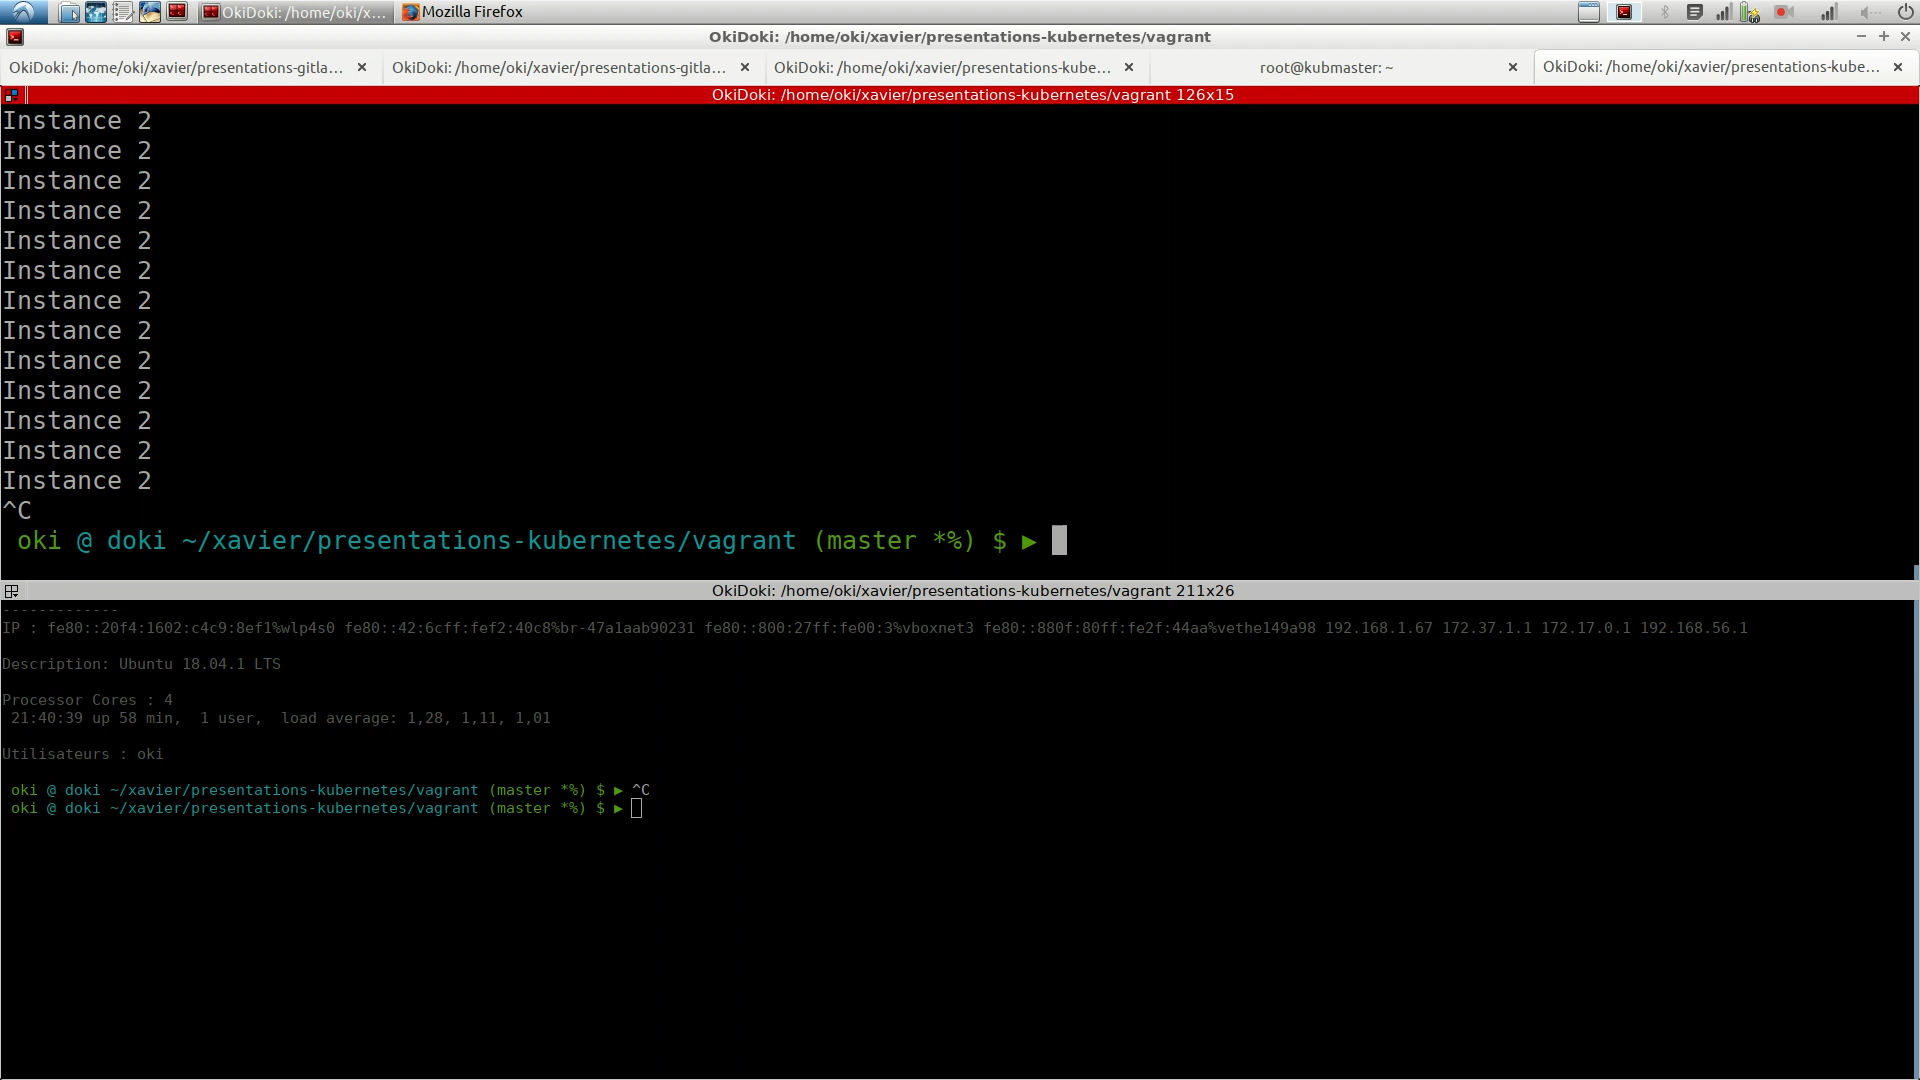 OkiDoki: /home/oki/x... Mozilla Firefox
OkiDoki: /home/oki/xavier/presentations-kubernetes/vagrant
OkiDoki: /home/oki/xavier/presentations-gitla... OkiDoki: /home/oki/xavier/presentations-gitla... OkiDoki: /home/oki/xavier/presentations-kube... root@kubmaster: ~ OkiDoki: /home/oki/xavier/presentations-kube...
OkiDoki: /home/oki/xavier/presentations-kubernetes/vagrant 126x15
Instance 2
Instance 2
Instance 2
Instance 2
Instance 2
Instance 2
Instance 2
Instance 2
Instance 2
Instance 2
Instance 2
Instance 2
Instance 2
^C
oki @ doki ~/xavier/presentations-kubernetes/vagrant (master *%) $ ▶
OkiDoki: /home/oki/xavier/presentations-kubernetes/vagrant 211x26
-------------
IP : fe80::20f4:1602:c4c9:8ef1%wlp4s0 fe80::42:6cff:fef2:40c8%br-47a1aab90231 fe80::800:27ff:fe00:3%vboxnet3 fe80::880f:80ff:fe2f:44aa%vethe149a98 192.168.1.67 172.37.1.1 172.17.0.1 192.168.56.1
Description: Ubuntu 18.04.1 LTS
Processor Cores : 4
21:40:39 up 58 min,  1 user,  load average: 1,28, 1,11, 1,01
Utilisateurs : oki
oki @ doki ~/xavier/presentations-kubernetes/vagrant (master *%) $ ▶ ^C
oki @ doki ~/xavier/presentations-kubernetes/vagrant (master *%) $ ▶